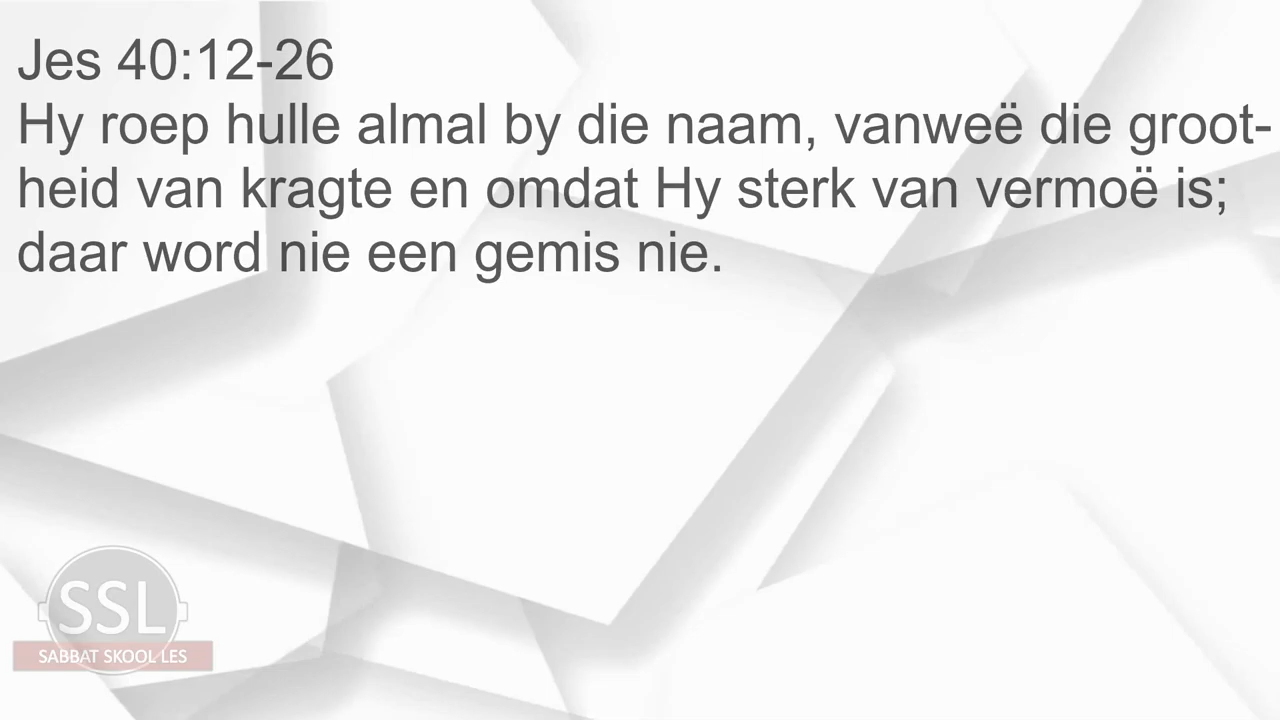 Jes 40:12-26
Hy roep hulle almal by die naam, vanweë die groot-
heid van kragte en omdat Hy sterk van vermoë is;
daar word nie een gemis nie.
SSL
SABBAT SKOOL LES